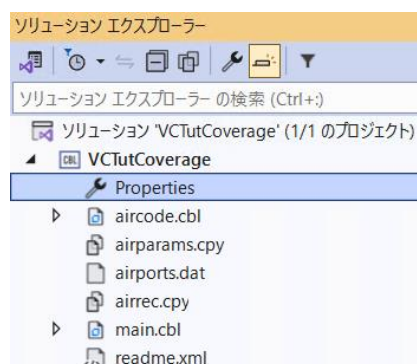 ソリューション エクスプローラー
ソリューション エクスプローラー の検索 (Ctrl+:)
ソリューション 'VCTutCoverage' (1/1 のプロジェクト)
CBL VCTutCoverage
Properties
aircode.cbl
airparams.cpy
airports.dat
airrec.cpy
main.cbl
readme.xml